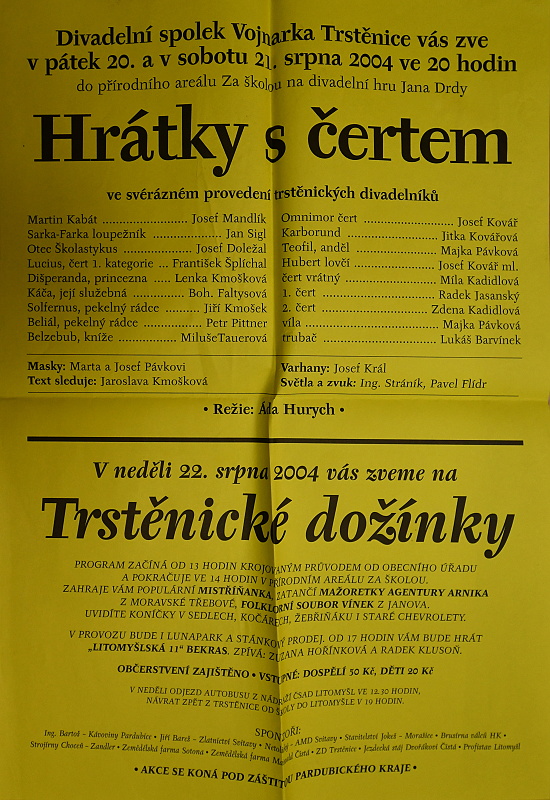 Divadelní spolek Vojnarka Trstěnice vás zve
v pátek 20. a v sobotu 21. srpna 2004 ve 20 hodin
do přírodního areálu Za školou na divadelní hru Jana Drdy
Hrátky s čertem
ve svérázném provedení trstěnických divadelníků
Martin Kabát .......................... Josef Mandlík
Sarka-Farka loupežník ..................... Jan Sigl
Otec Školastykus ....................... Josef Doležal
Lucius, čert 1. kategorie ... František Šplíchal
Dišperanda, princezna ..... Lenka Kmošková
Káča, její služebná ............... Boh. Faltysová
Solfernus, pekelný rádce .......... Jiří Kmošek
Beliál, pekelný rádce ................. Petr Pittner
Belzebub, kníže .................. MilušeTauerová
Omnimor čert .......................... Josef Kovář
Karborund .......................... Jitka Kovářová
Teofil, anděl .......................... Majka Pávková
Hubert lovčí .......................... Josef Kovář ml.
čert vrátný .......................... Míla Kadidlová
1. čert .................................. Radek Jasanský
2. čert .................................. Zdena Kadidlová
víla ...................................... Majka Pávková
trubač .................................. Lukáš Barvínek
Masky: Marta a Josef Pávkovi
Text sleduje: Jaroslava Kmošková
Varhany: Josef Král
Světla a zvuk: Ing. Stráník, Pavel Flídr
• Režie: Áda Hurych •
V neděli 22. srpna 2004 vás zveme na
Trstěnické dožínky
PROGRAM ZAČÍNÁ OD 13 HODIN KROJOVANÝM PRŮVODEM OD OBECNÍHO ÚŘADU
A POKRAČUJE VE 14 HODIN V PŘÍRODNÍM AREÁLU ZA ŠKOLOU.
ZAHRAJE VÁM POPULÁRNÍ MISTŘÍŇANKA, ZATANČÍ MAŽORETKY AGENTURY ARNIKA
Z MORAVSKÉ TŘEBOVÉ, FOLKLORNÍ SOUBOR VÍNEK Z JANOVA.
UVIDÍTE KONÍČKY V SEDLECH, KOČÁRECH, ŽEBŘIŇÁKU I STARÉ CHEVROLETY.
V PROVOZU BUDE I LUNAPARK A STÁNKOVÝ PRODEJ. OD 17 HODIN VÁM BUDE HRÁT
„LITOMYŠLSKÁ 11“ BEKRAS. ZPÍVÁ: ZUZANA HOŘÍNKOVÁ A RADEK KLUSOŇ.
OBČERSTVENÍ ZAJIŠTĚNO • VSTUPNÉ: DOSPĚLÍ 50 Kč, DĚTI 20 Kč
V NEDĚLI ODJEZD AUTOBUSU Z NÁDRAŽÍ ČSAD LITOMYŠL VE 12.30 HODIN,
NÁVRAT ZPĚT Z TRSTĚNICE OD ŠKOLY DO LITOMYŠLE V 19 HODIN.
SPONZOŘI:
Ing. Bartoš – Kávoviny Pardubice • Jiří Bareš – Zlatnictví Svitavy • – AMD Svitavy • Stavitelství Jokeš – Morašice • Brusírna válců HK •
Strojírny Choceň – Zandler • Zemědělská farma Sotona • Zemědělská farma Čistá • ZD Trstěnice • Jezdecká stáj Dvořákovi Čistá • Profistav Litomyšl
• AKCE SE KONÁ POD ZÁŠTITOU PARDUBICKÉHO KRAJE •